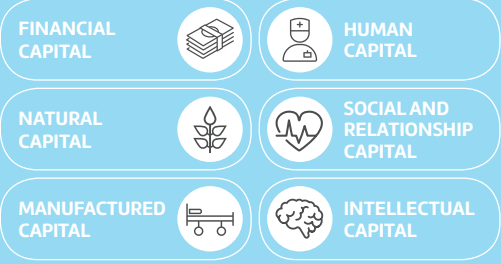 FINANCIAL
CAPITAL
HUMAN
CAPITAL
NATURAL
CAPITAL
SOCIAL AND
RELATIONSHIP
CAPITAL
MANUFACTURED
CAPITAL
INTELLECTUAL
CAPITAL